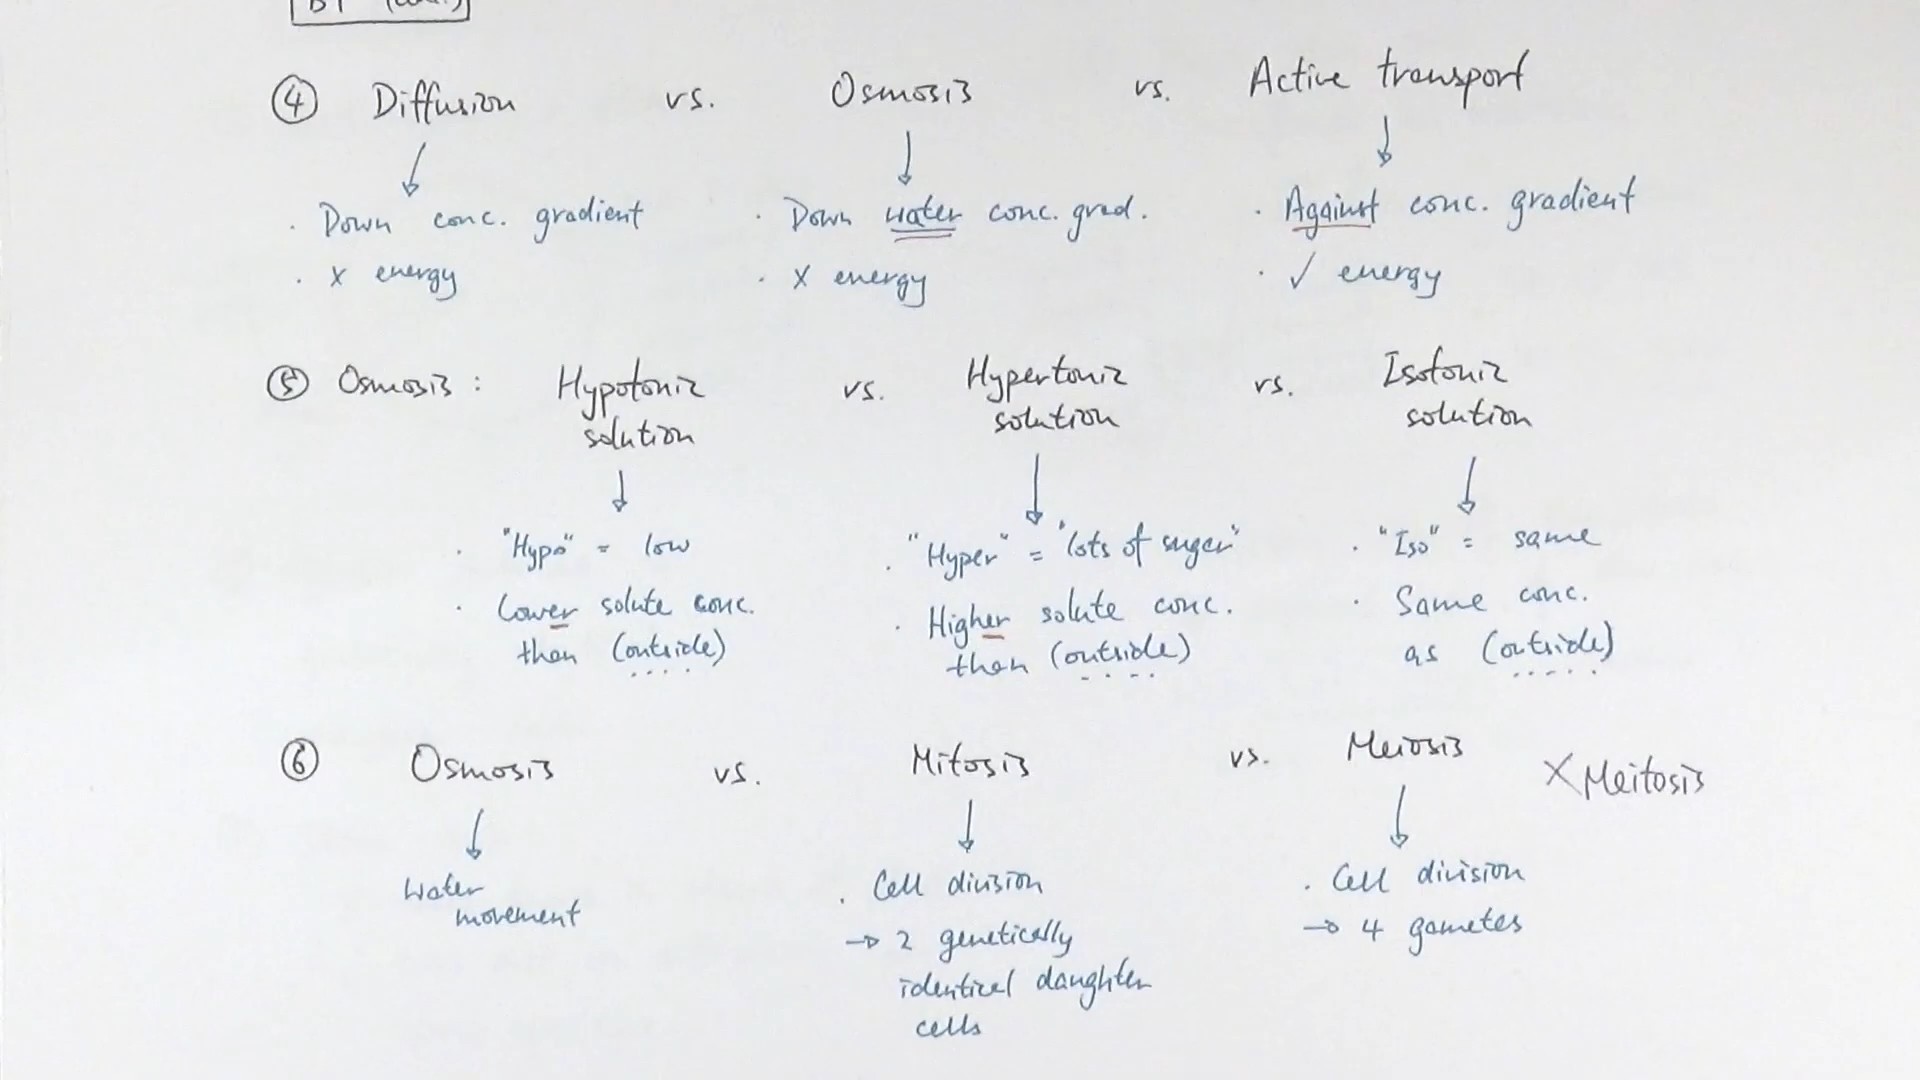 ④ Diffusion vs. Osmosis vs. Active transport
· Down conc. gradient
· x energy
· Down water conc. grad.
· x energy
· Against conc. gradient
· ✓ energy
⑤ Osmosis :
Hypotonic
solution
vs.
Hypertonic
solution
vs.
Isotonic
solution
· "Hypo" = low
· Lower solute conc.
than (outside)
· "Hyper" = "lots of sugar"
· Higher solute conc.
than (outside)
· "Iso" = same
· Same conc.
as (outside)
⑥ Osmosis vs. Mitosis vs. Meiosis X Meitosis
Water
movement
· Cell division
→ 2 genetically
identical daughter
cells
· Cell division
→ 4 gametes